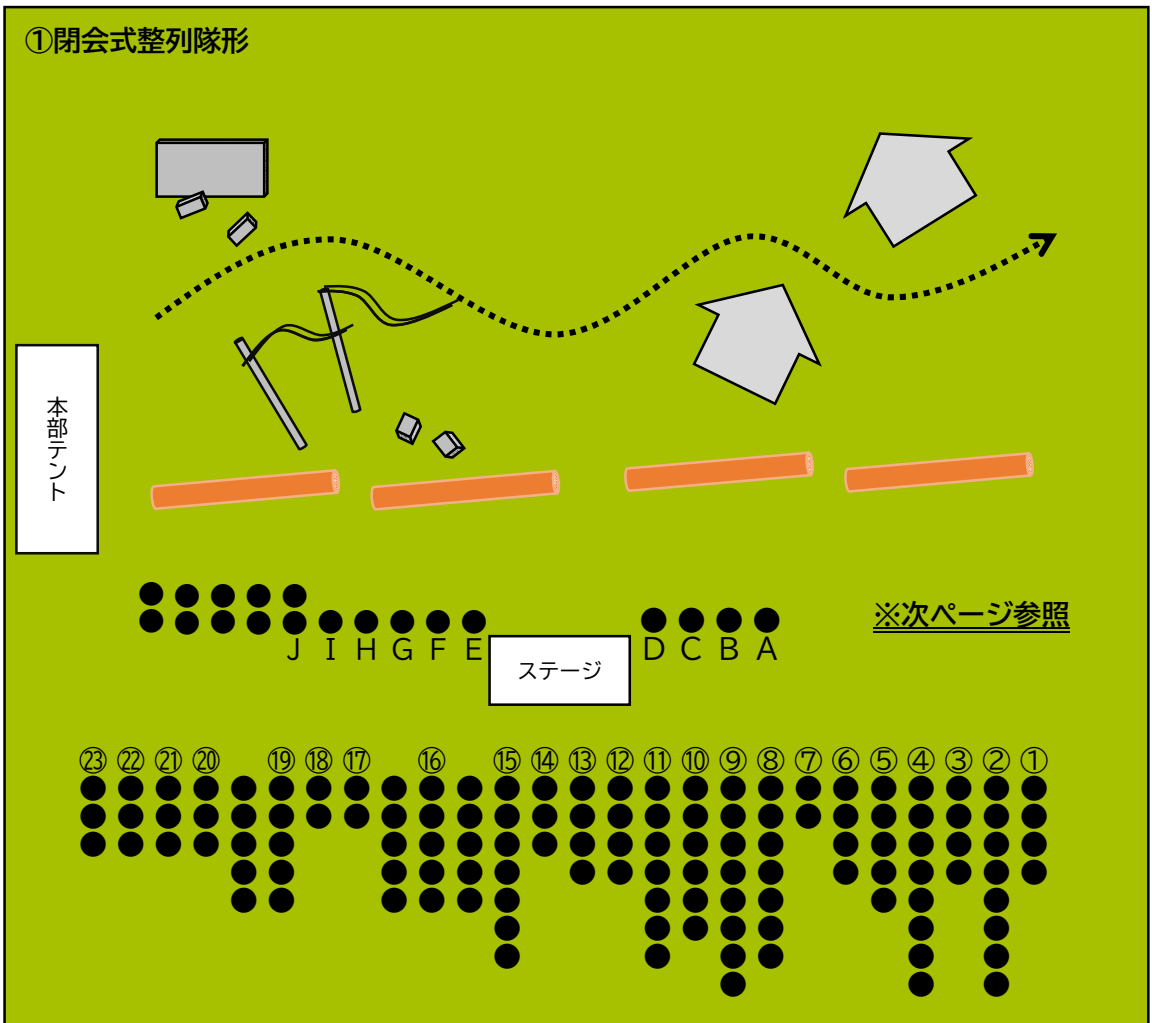 ①閉会式整列隊形
本部テント
※次ページ参照
J I H G F E
D C B A
ステージ
㉓ ㉒ ㉑ ⑳ ⑲ ⑱ ⑰ ⑯ ⑮ ⑭ ⑬ ⑫ ⑪ ⑩ ⑨ ⑧ ⑦ ⑥ ⑤ ④ ③ ② ①